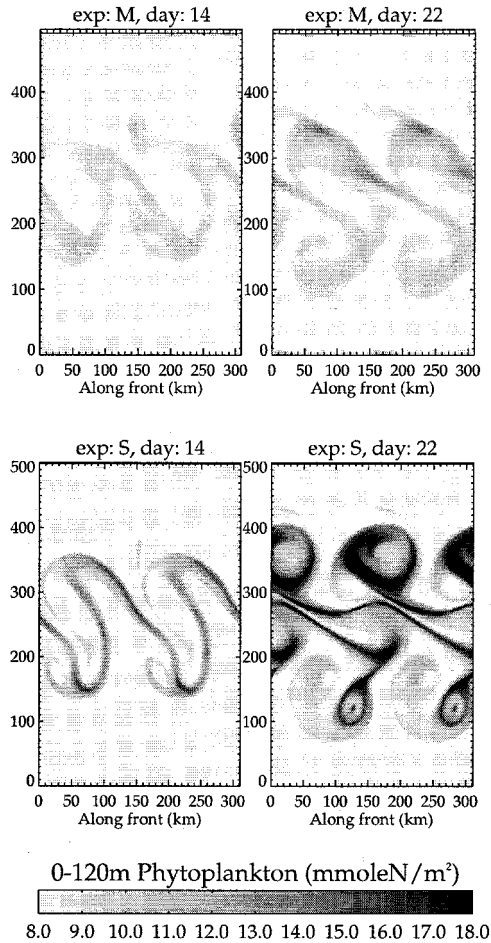 exp: M, day: 14
exp: M, day: 22
400
300
200
100
0
0 50 100 150 200 250 300
Along front (km)
0 50 100 150 200 250 300
Along front (km)
exp: S, day: 14
exp: S, day: 22
500
400
300
200
100
0
500
400
300
200
100
0
0 50 100 150 200 250 300
Along front (km)
0 50 100 150 200 250 300
Along front (km)
0-120m Phytoplankton (mmoleN/m²)
8.0 9.0 10.0 11.0 12.0 13.0 14.0 15.0 16.0 17.0 18.0